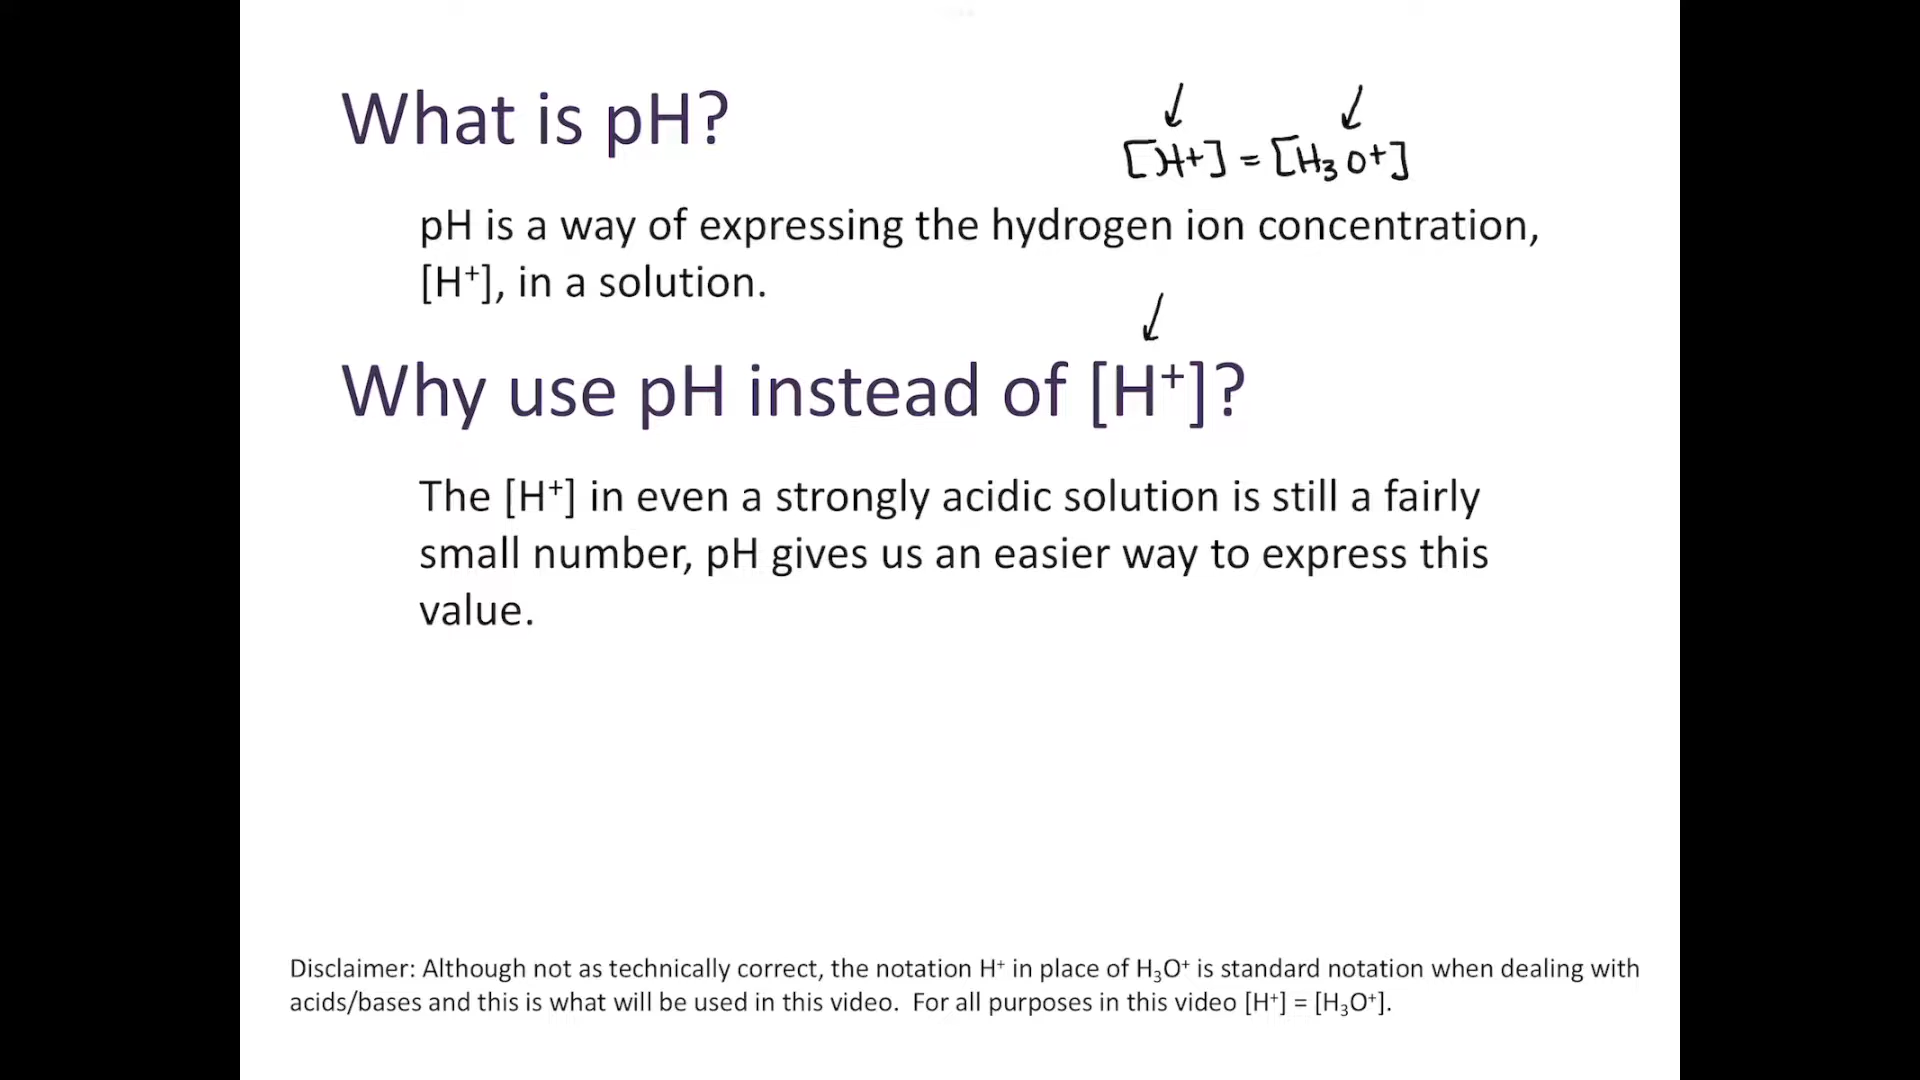 What is pH?
[H+] = [H₃O+]
pH is a way of expressing the hydrogen ion concentration,
[H⁺], in a solution.
Why use pH instead of [H⁺]?
The [H⁺] in even a strongly acidic solution is still a fairly
small number, pH gives us an easier way to express this
value.
Disclaimer: Although not as technically correct, the notation H⁺ in place of H₃O⁺ is standard notation when dealing with
acids/bases and this is what will be used in this video.  For all purposes in this video [H⁺] = [H₃O⁺].